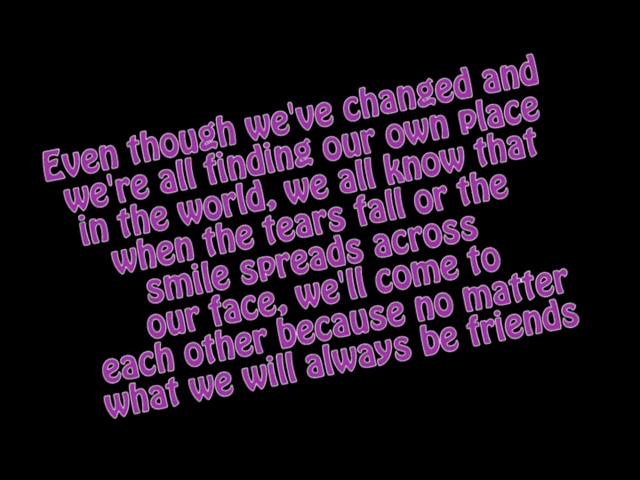 Even though we've changed and
we're all finding our own place
in the world, we all know that
when the tears fall or the
smile spreads across
our face, we'll come to
each other because no matter
what we will always be friends